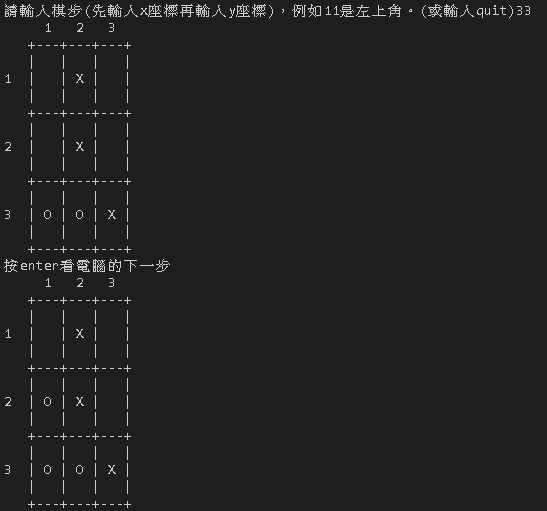 請輸入棋步(先輸入x座標再輸入y座標)，例如11是左上角。(或輸入quit)33
    1   2   3
  +---+---+---+
  |   |   |   |
1 |   | X |   |
  |   |   |   |
  +---+---+---+
  |   |   |   |
2 |   | X |   |
  |   |   |   |
  +---+---+---+
  |   |   |   |
3 | O | O | X |
  |   |   |   |
  +---+---+---+
按enter看電腦的下一步
    1   2   3
  +---+---+---+
  |   |   |   |
1 |   | X |   |
  |   |   |   |
  +---+---+---+
  |   |   |   |
2 | O | X |   |
  |   |   |   |
  +---+---+---+
  |   |   |   |
3 | O | O | X |
  |   |   |   |
  +---+---+---+